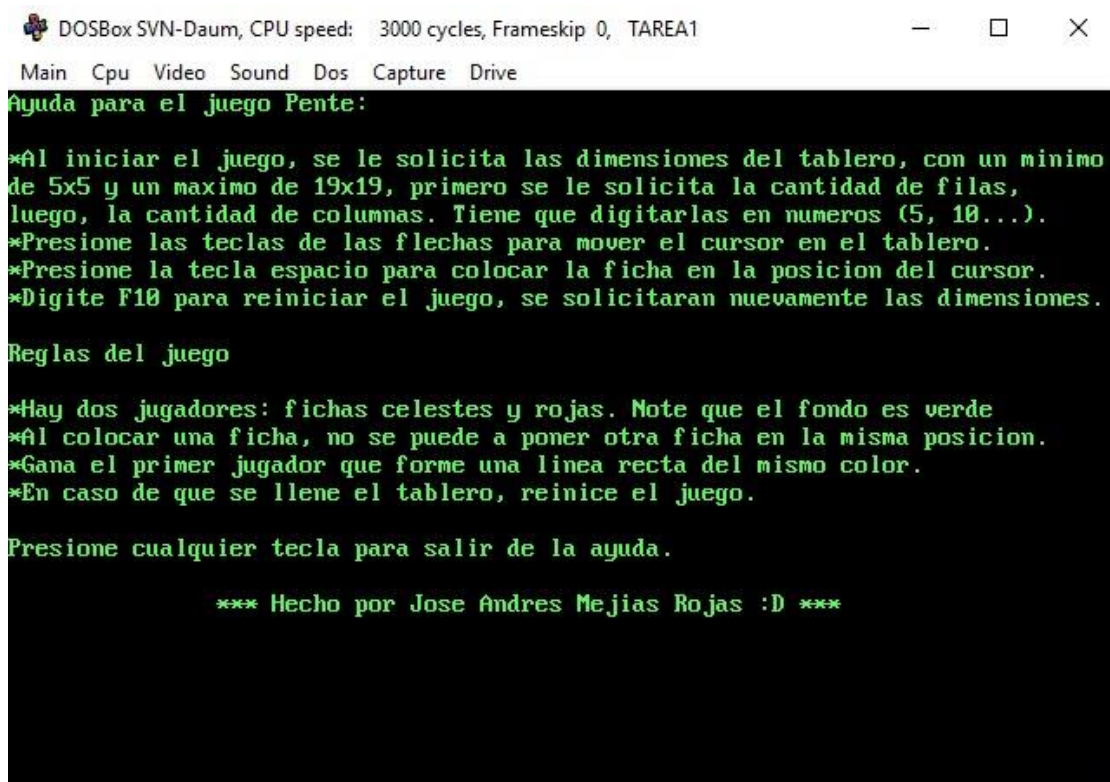 DOSBox SVN-Daum, CPU speed: 3000 cycles, Frameskip 0, TAREA1
Main Cpu Video Sound Dos Capture Drive
Ayuda para el juego Pente:
*Al iniciar el juego, se le solicita las dimensiones del tablero, con un minimo
de 5x5 y un maximo de 19x19, primero se le solicita la cantidad de filas,
luego, la cantidad de columnas. Tiene que digitarlas en numeros (5, 10...).
*Presione las teclas de las flechas para mover el cursor en el tablero.
*Presione la tecla espacio para colocar la ficha en la posicion del cursor.
*Digite F10 para reiniciar el juego, se solicitaran nuevamente las dimensiones.
Reglas del juego
*Hay dos jugadores: fichas celestes y rojas. Note que el fondo es verde
*Al colocar una ficha, no se puede a poner otra ficha en la misma posicion.
*Gana el primer jugador que forme una linea recta del mismo color.
*En caso de que se llene el tablero, reinice el juego.
Presione cualquier tecla para salir de la ayuda.
*** Hecho por Jose Andres Mejias Rojas :D ***